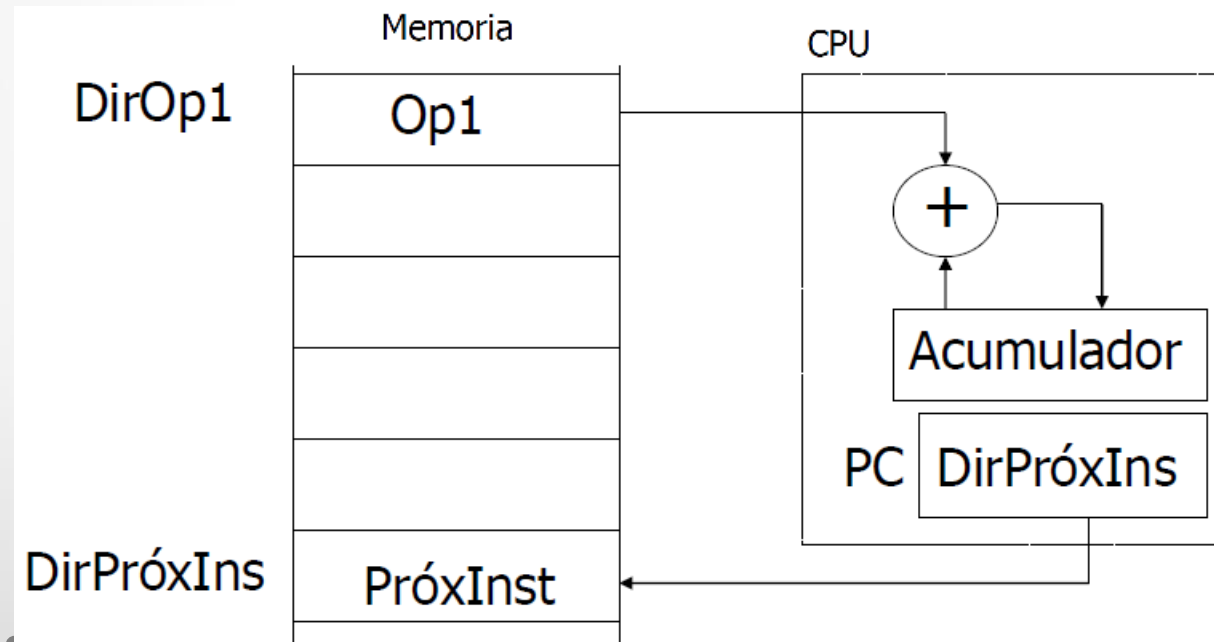 Memoria
CPU
DirOp1
Op1
+
Acumulador
PC
DirPróxIns
DirPróxIns
PróxInst